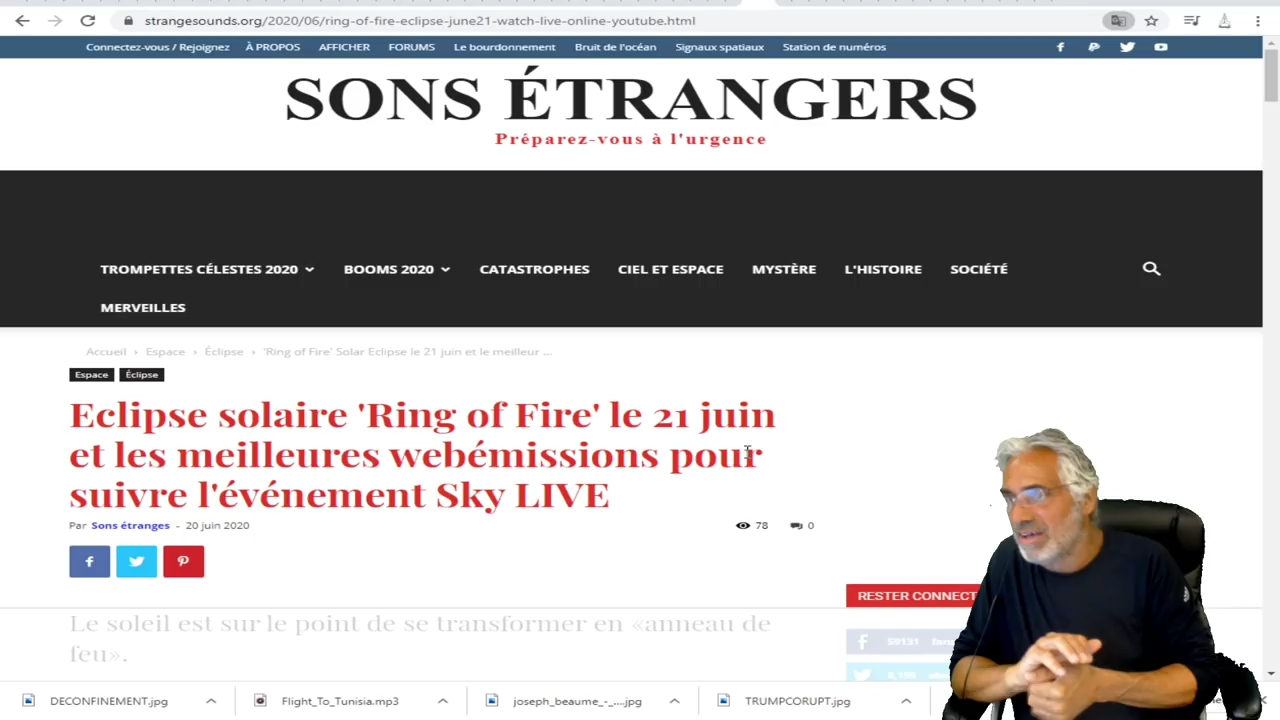 strangesounds.org/2020/06/ring-of-fire-eclipse-june21-watch-live-online-youtube.html
Connectez-vous / Rejoignez À PROPOS AFFICHER FORUMS Le bourdonnement Bruit de l'océan Signaux spatiaux Station de numéros
SONS ÉTRANGERS
Préparez-vous à l'urgence
TROMPETTES CÉLESTES 2020 BOOMS 2020 CATASTROPHES CIEL ET ESPACE MYSTÈRE L'HISTOIRE SOCIÉTÉ
MERVEILLES
Accueil › Espace › Éclipse › 'Ring of Fire' Solar Eclipse le 21 juin et le meilleur ...
Espace Éclipse
Eclipse solaire 'Ring of Fire' le 21 juin
et les meilleures webémissions pour
suivre l'événement Sky LIVE
Par Sons étranges - 20 juin 2020 78 0
RESTER CONNECT
Le soleil est sur le point de se transformer en «anneau de
feu».
59131
DECONFINEMENT.jpg Flight_To_Tunisia.mp3 joseph_beaume_-_....jpg TRUMPCORUPT.jpg